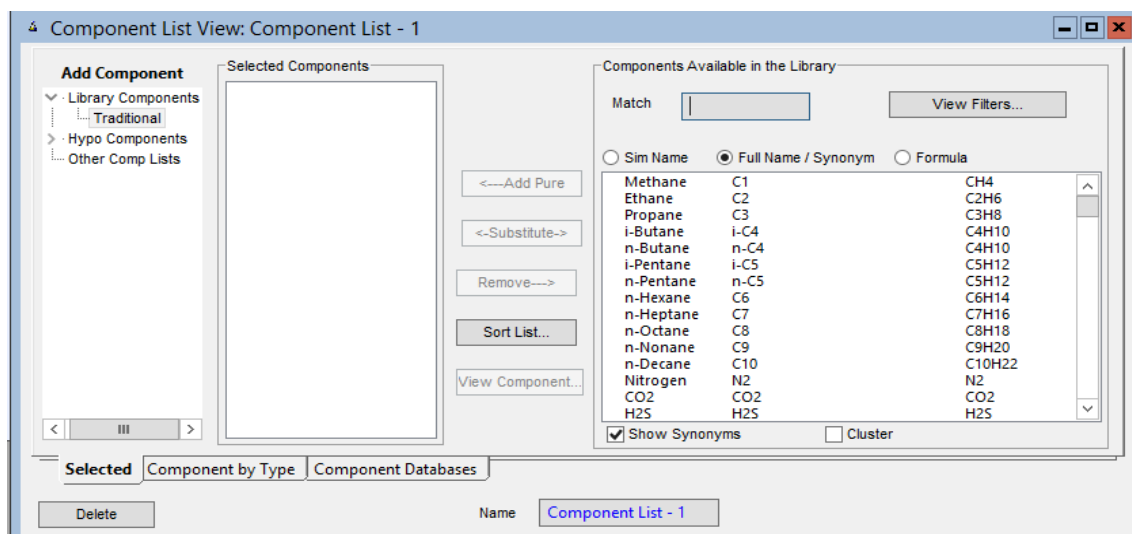 Component List View: Component List - 1
Add Component
Library Components
Traditional
Hypo Components
Other Comp Lists
Selected Components
<---Add Pure
<-Substitute->
Remove--->
Sort List...
View Component...
Components Available in the Library
Match
View Filters...
Sim Name Full Name / Synonym Formula
Methane C1 CH4
Ethane C2 C2H6
Propane C3 C3H8
i-Butane i-C4 C4H10
n-Butane n-C4 C4H10
i-Pentane i-C5 C5H12
n-Pentane n-C5 C5H12
n-Hexane C6 C6H14
n-Heptane C7 C7H16
n-Octane C8 C8H18
n-Nonane C9 C9H20
n-Decane C10 C10H22
Nitrogen N2 N2
CO2 CO2 CO2
H2S H2S H2S
Show Synonyms Cluster
Selected Component by Type Component Databases
Delete Name Component List - 1